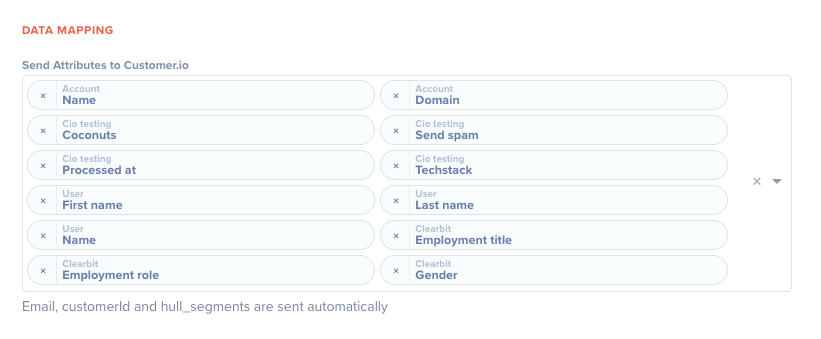 DATA MAPPING
Send Attributes to Customer.io
× Account
Name
× Account
Domain
× Cio testing
Coconuts
× Cio testing
Send spam
× Cio testing
Processed at
× Cio testing
Techstack
× User
First name
× User
Last name
× User
Name
× Clearbit
Employment title
× Clearbit
Employment role
× Clearbit
Gender
×
Email, customerId and hull_segments are sent automatically